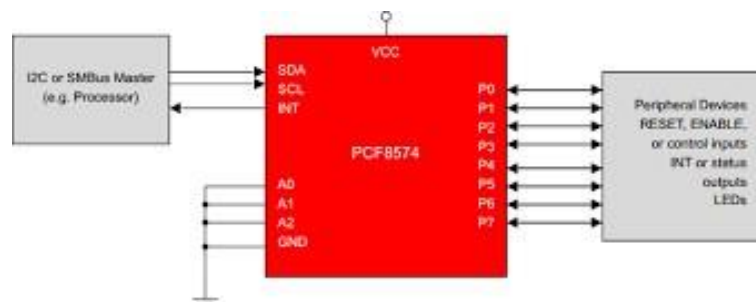 I2C or SMBus Master
(e.g. Processor)
VCC
SDA
SCL
INT
PCF8574
A0
A1
A2
GND
P0
P1
P2
P3
P4
P5
P6
P7
Peripheral Devices
RESET, ENABLE,
or control inputs
INT or status
outputs
LEDs